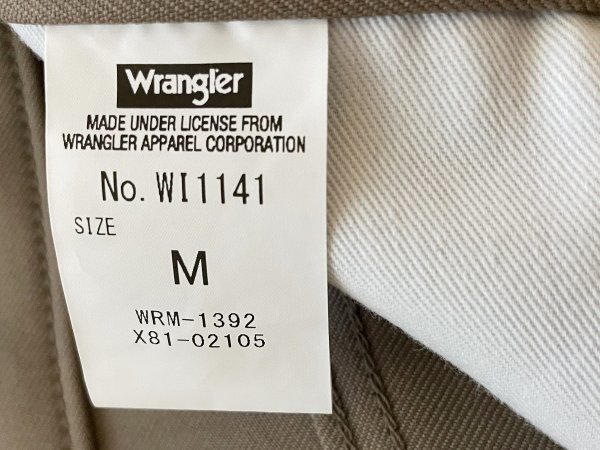 Wrangler
MADE UNDER LICENSE FROM
WRANGLER APPAREL CORPORATION
No. WI1141
SIZE
M
WRM-1392
X81-02105